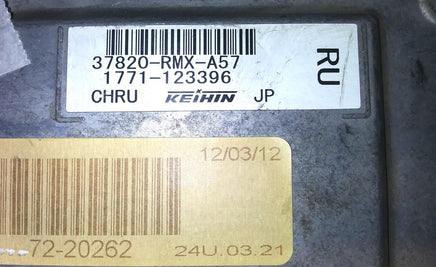 37820-RMX-A57
1771-123396
CHRU KEIHIN JP
RU
12/03/12
72-20262
24U.03.21